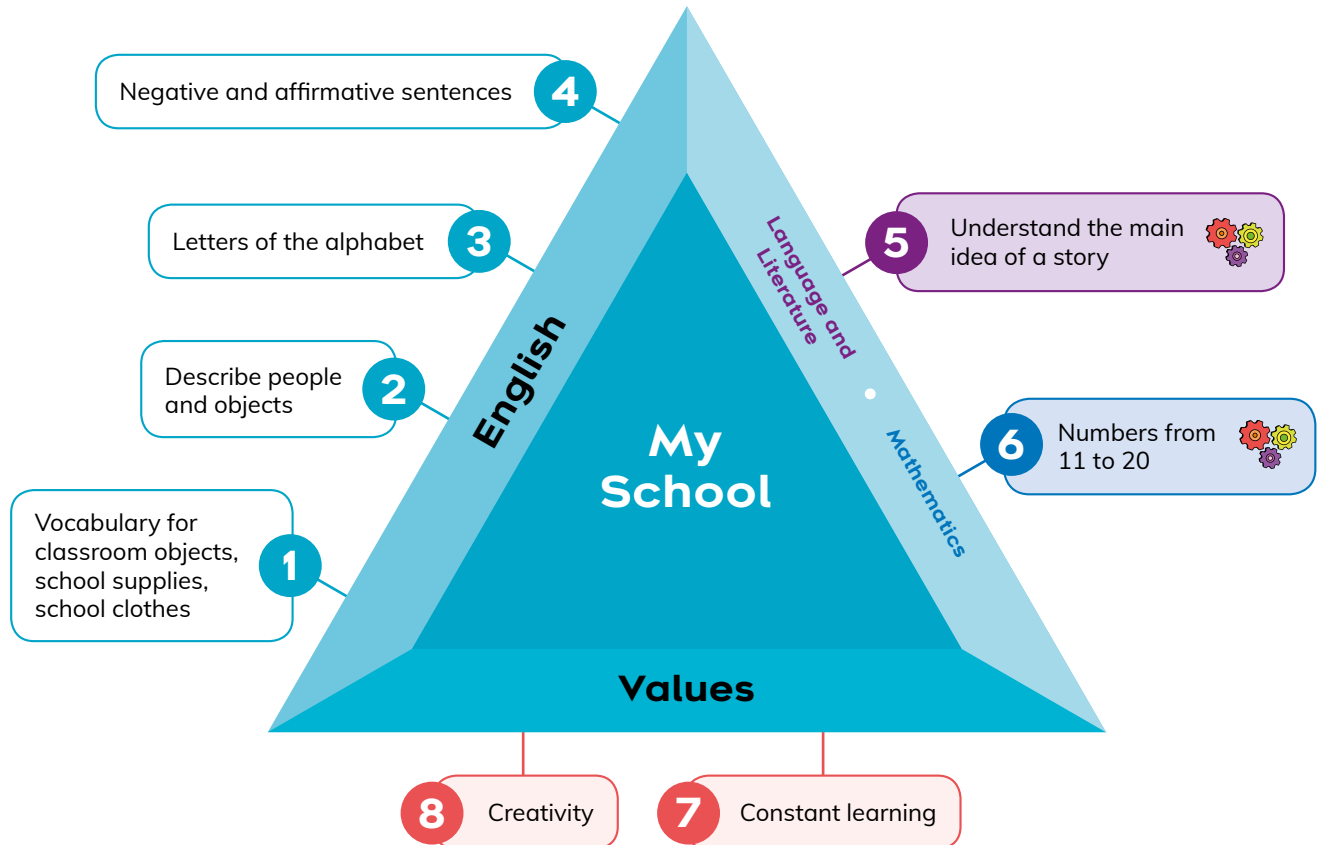 4
Negative and affirmative sentences
3
Letters of the alphabet
2
Describe people
and objects
1
Vocabulary for
classroom objects,
school supplies,
school clothes
English
My
School
Language and
Literature
Mathematics
5
Understand the main
idea of a story
6
Numbers from
11 to 20
Values
8
Creativity
7
Constant learning